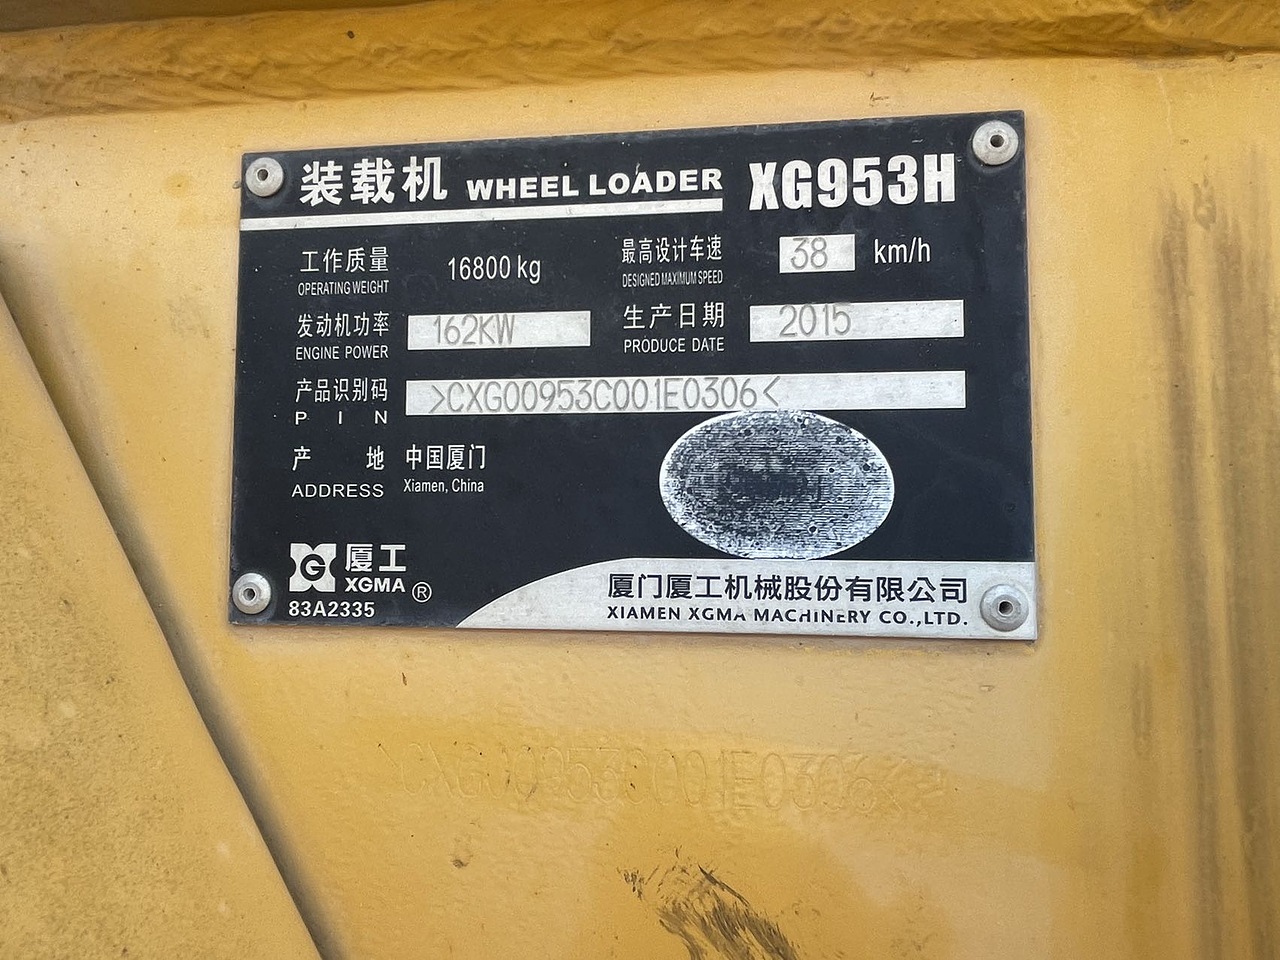 装载机 WHEEL LOADER XG953H
工作质量 16800 kg 最高设计车速 38 km/h
OPERATING WEIGHT DESIGNED MAXIMUM SPEED
发动机功率 162KW 生产日期 2015
ENGINE POWER PRODUCE DATE
产品识别码 >CXG00953C001E0306<
PIN
产地 中国厦门
ADDRESS Xiamen, China
厦工
XGMA ®
83A2335
厦门厦工机械股份有限公司
XIAMEN XGMA MACHINERY CO.,LTD.
>CXG00953C001E0306<